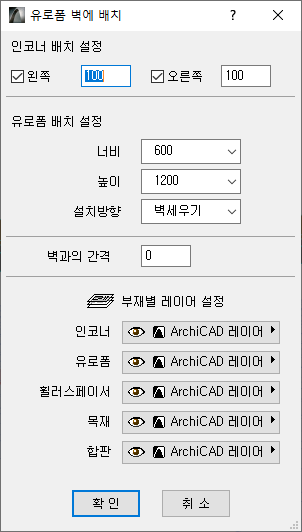 유로폼 벽에 배치 ? ×
인코너 배치 설정
왼쪽 100 오른쪽 100
유로폼 배치 설정
너비 600
높이 1200
설치방향 벽세우기
벽과의 간격 0
부재별 레이어 설정
인코너 ArchiCAD 레이어
유로폼 ArchiCAD 레이어
휠러스페이서 ArchiCAD 레이어
목재 ArchiCAD 레이어
합판 ArchiCAD 레이어
확 인 취 소